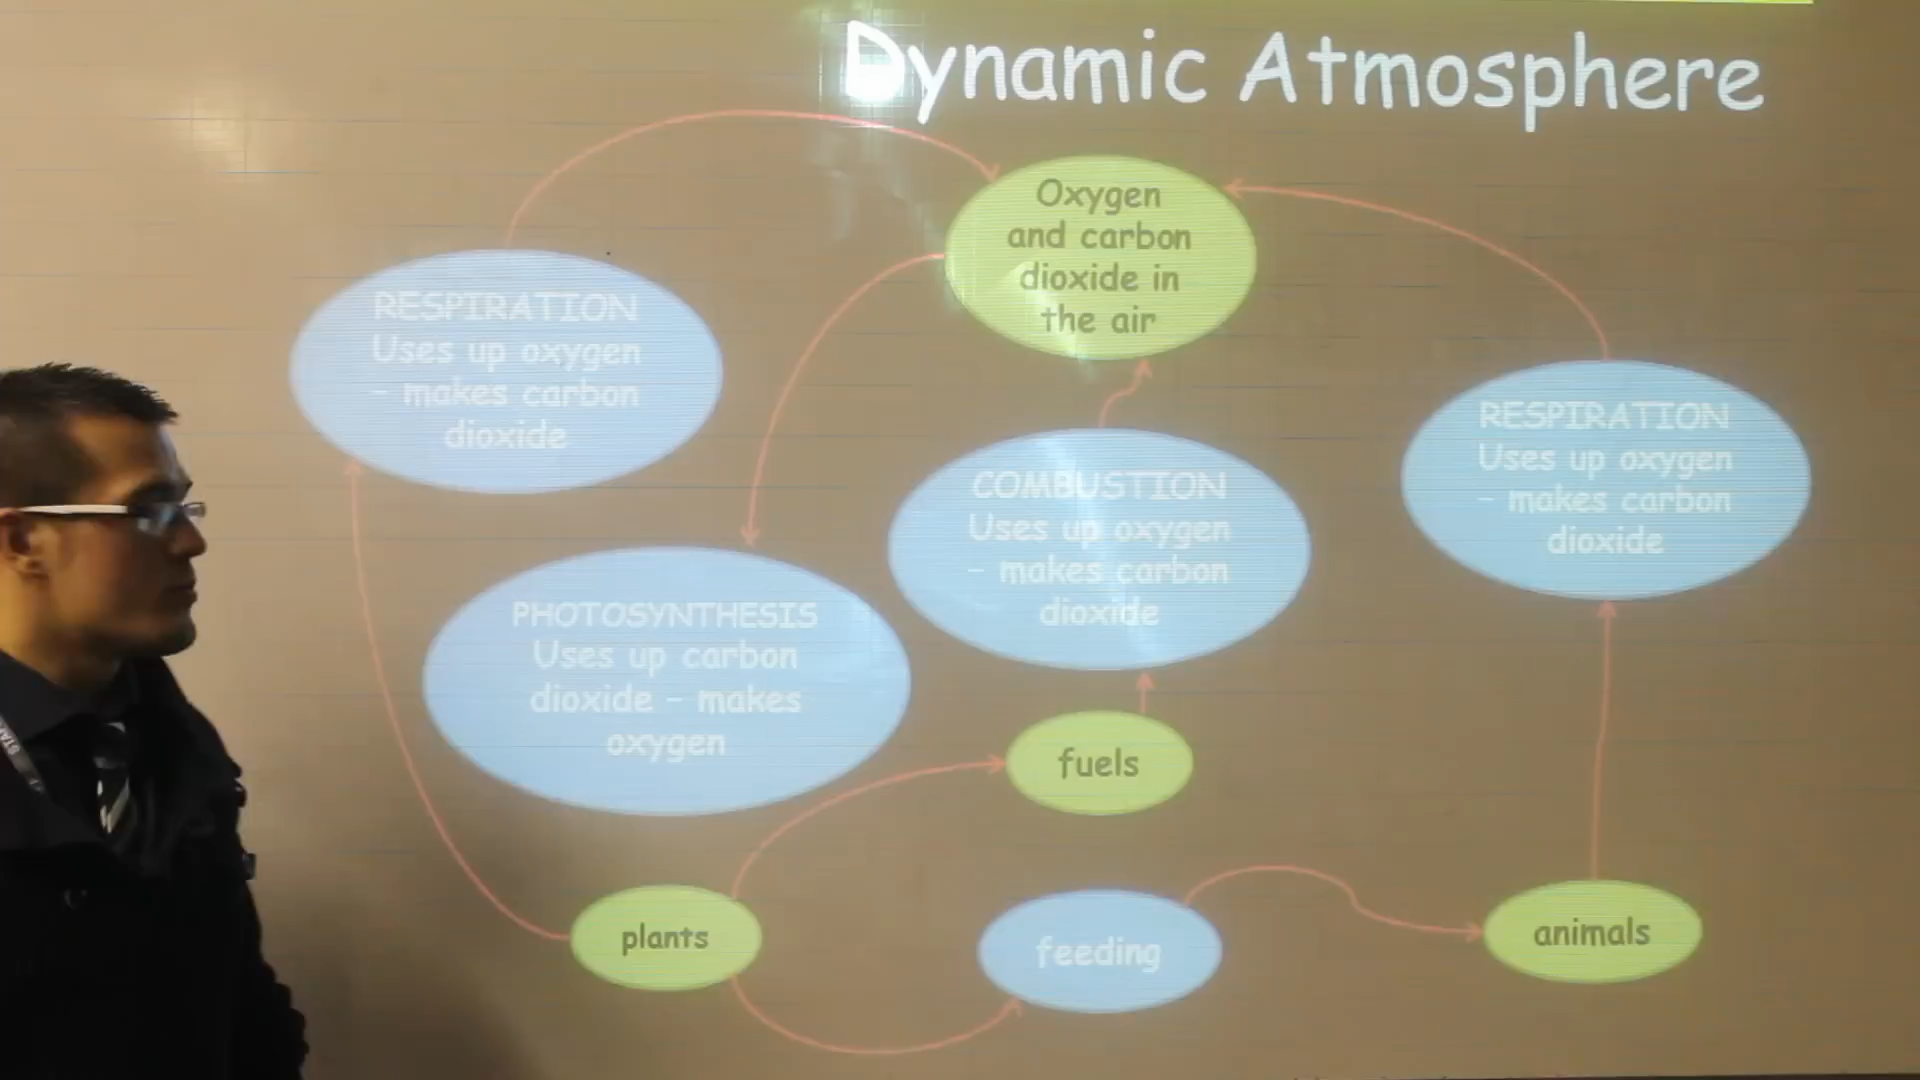 Dynamic Atmosphere
Oxygen
and carbon
dioxide in
the air
RESPIRATION
Uses up oxygen
- makes carbon
dioxide
RESPIRATION
Uses up oxygen
- makes carbon
dioxide
COMBUSTION
Uses up oxygen
- makes carbon
dioxide
PHOTOSYNTHESIS
Uses up carbon
dioxide - makes
oxygen
fuels
plants
feeding
animals